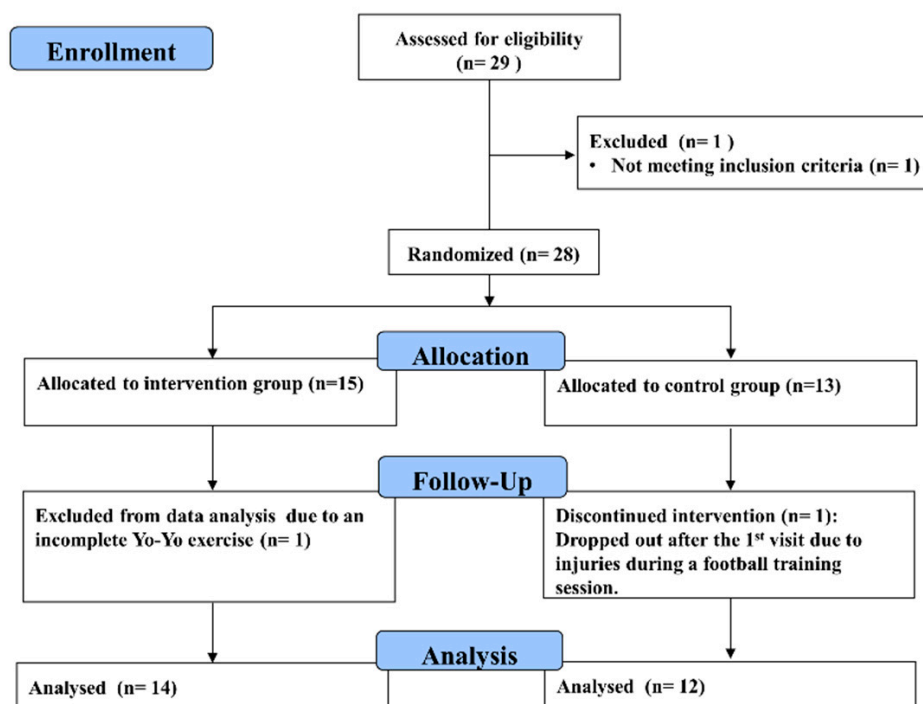 Enrollment
Assessed for eligibility
(n= 29 )
Excluded (n= 1 )
• Not meeting inclusion criteria (n= 1)
Randomized (n= 28)
Allocation
Allocated to intervention group (n=15)
Allocated to control group (n=13)
Follow-Up
Excluded from data analysis due to an
incomplete Yo-Yo exercise (n= 1)
Discontinued intervention (n= 1):
Dropped out after the 1st visit due to
injuries during a football training
session.
Analysis
Analysed (n= 14)
Analysed (n= 12)